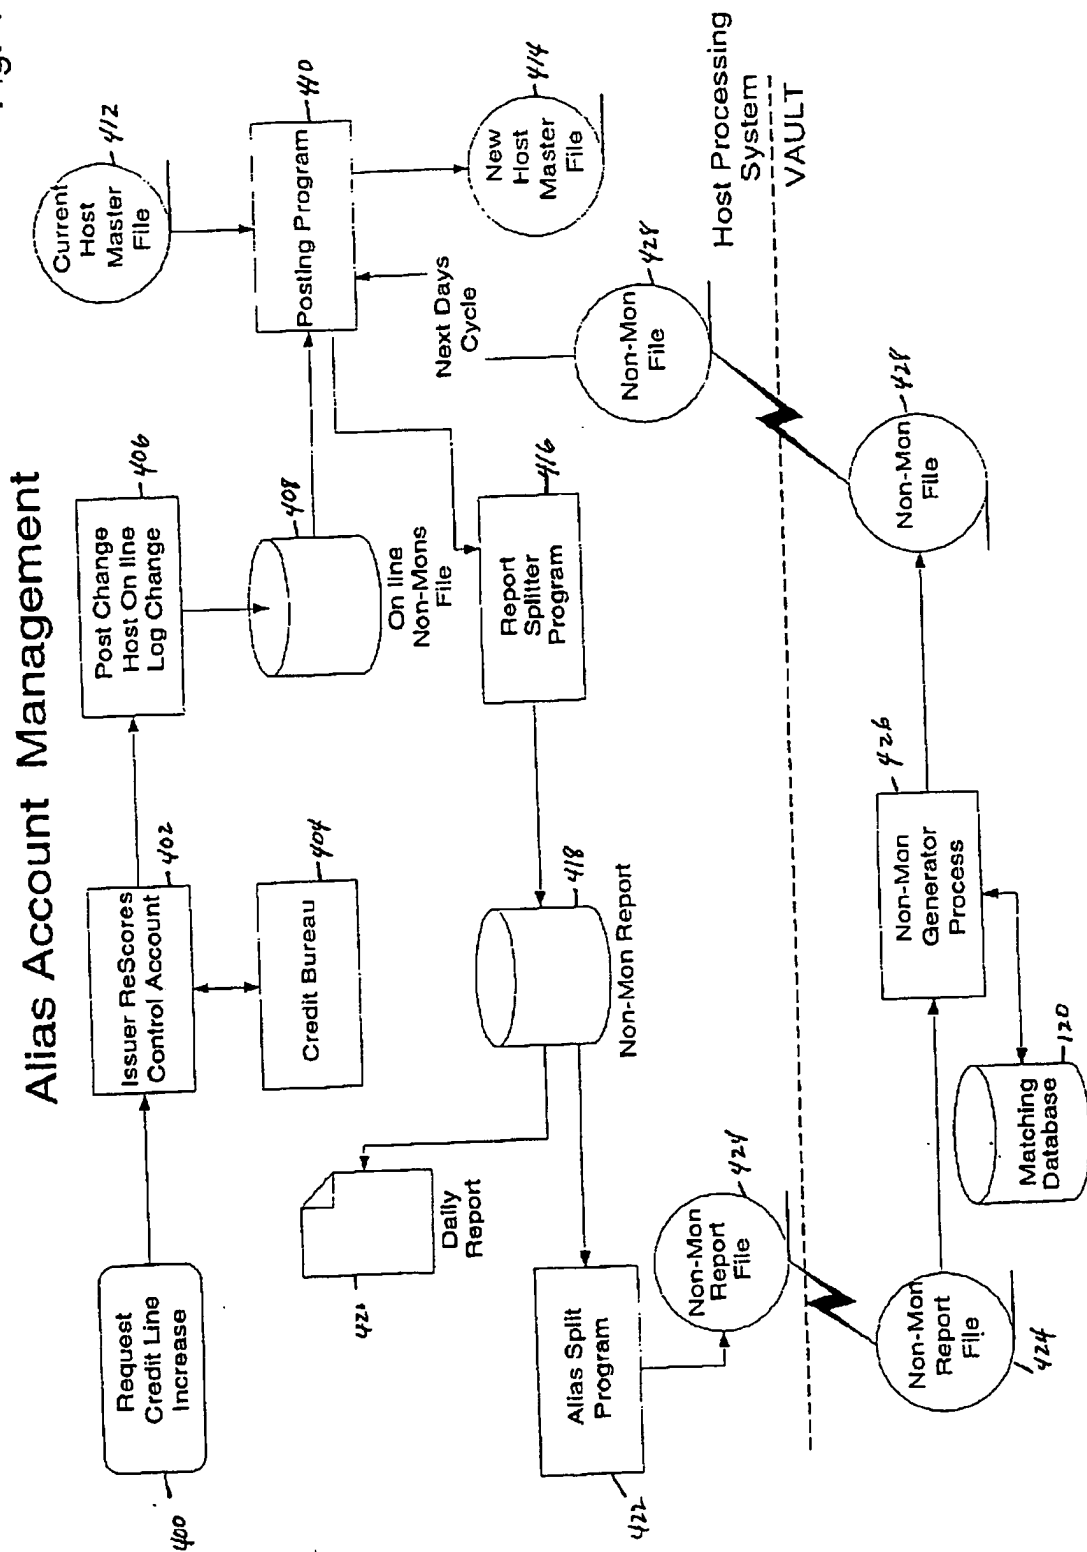 Alias Account Management
Request
Credit Line
Increase
400
Issuer ReScores
Control Account
402
Credit Bureau
404
Post Change
Host On line
Log Change
406
408
On line
Non-Mons
File
Current
Host
Master
File
412
Posting Program
410
New
Host
Master
File
414
Next Days
Cycle
Report
Splitter
Program
416
418
Non-Mon Report
Daily
Report
Alias Split
Program
422
Non-Mon
Report
File
424
Non-Mon
File
428
Host Processing
System
VAULT
Non-Mon
Report
File
424
Matching
Database
120
Non-Mon
Generator
Process
426
Non-Mon
File
428